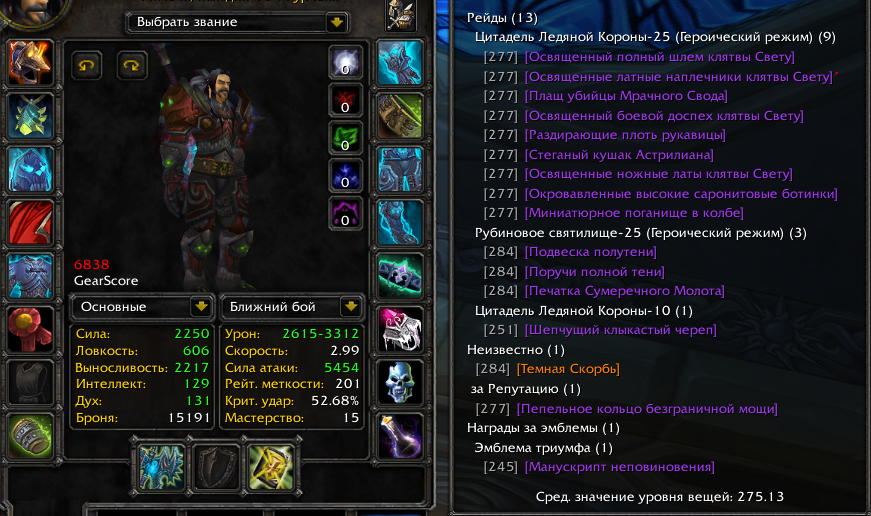 Выбрать звание
0
0
0
0
0
6838
GearScore
Основные
Ближний бой
Сила: 2250
Ловкость: 606
Выносливость: 2217
Интеллект: 129
Дух: 131
Броня: 15191
Урон: 2615-3312
Скорость: 2.99
Сила атаки: 5454
Рейт. меткости: 201
Крит. удар: 52.68%
Мастерство: 15
Рейды (13)
Цитадель Ледяной Короны-25 (Героический режим) (9)
[277] [Освященный полный шлем клятвы Свету]
[277] [Освященные латные наплечники клятвы Свету]
[277] [Плащ убийцы Мрачного Свода]
[277] [Освященный боевой доспех клятвы Свету]
[277] [Раздирающие плоть рукавицы]
[277] [Стеганый кушак Астрилиана]
[277] [Освященные ножные латы клятвы Свету]
[277] [Окровавленные высокие саронитовые ботинки]
[277] [Миниатюрное поганище в колбе]
Рубиновое святилище-25 (Героический режим) (3)
[284] [Подвеска полутени]
[284] [Поручи полной тени]
[284] [Печатка Сумеречного Молота]
Цитадель Ледяной Короны-10 (1)
[251] [Шепчущий клыкастый череп]
Неизвестно (1)
[284] [Темная Скорбь]
за Репутацию (1)
[277] [Пепельное кольцо безграничной мощи]
Награды за эмблемы (1)
Эмблема триумфа (1)
[245] [Манускрипт неповиновения]
Сред. значение уровня вещей: 275.13